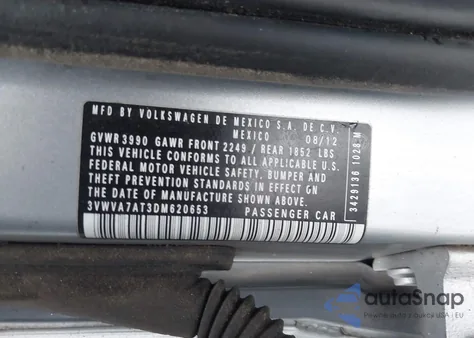 MFD BY VOLKSWAGEN DE MEXICO S.A. DE C.V.
MEXICO 08/12
GVWR 3990 GAWR FRONT 2249 / REAR 1852 LBS
THIS VEHICLE CONFORMS TO ALL APPLICABLE U.S.
FEDERAL MOTOR VEHICLE SAFETY, BUMPER AND
THEFT PREVENTION STANDARDS IN EFFECT ON
THE DATE OF MANUFACTURE SHOWN ABOVE.
3VWVA7AT3DM620653 PASSENGER CAR
3429136 1028 M
autoSnap